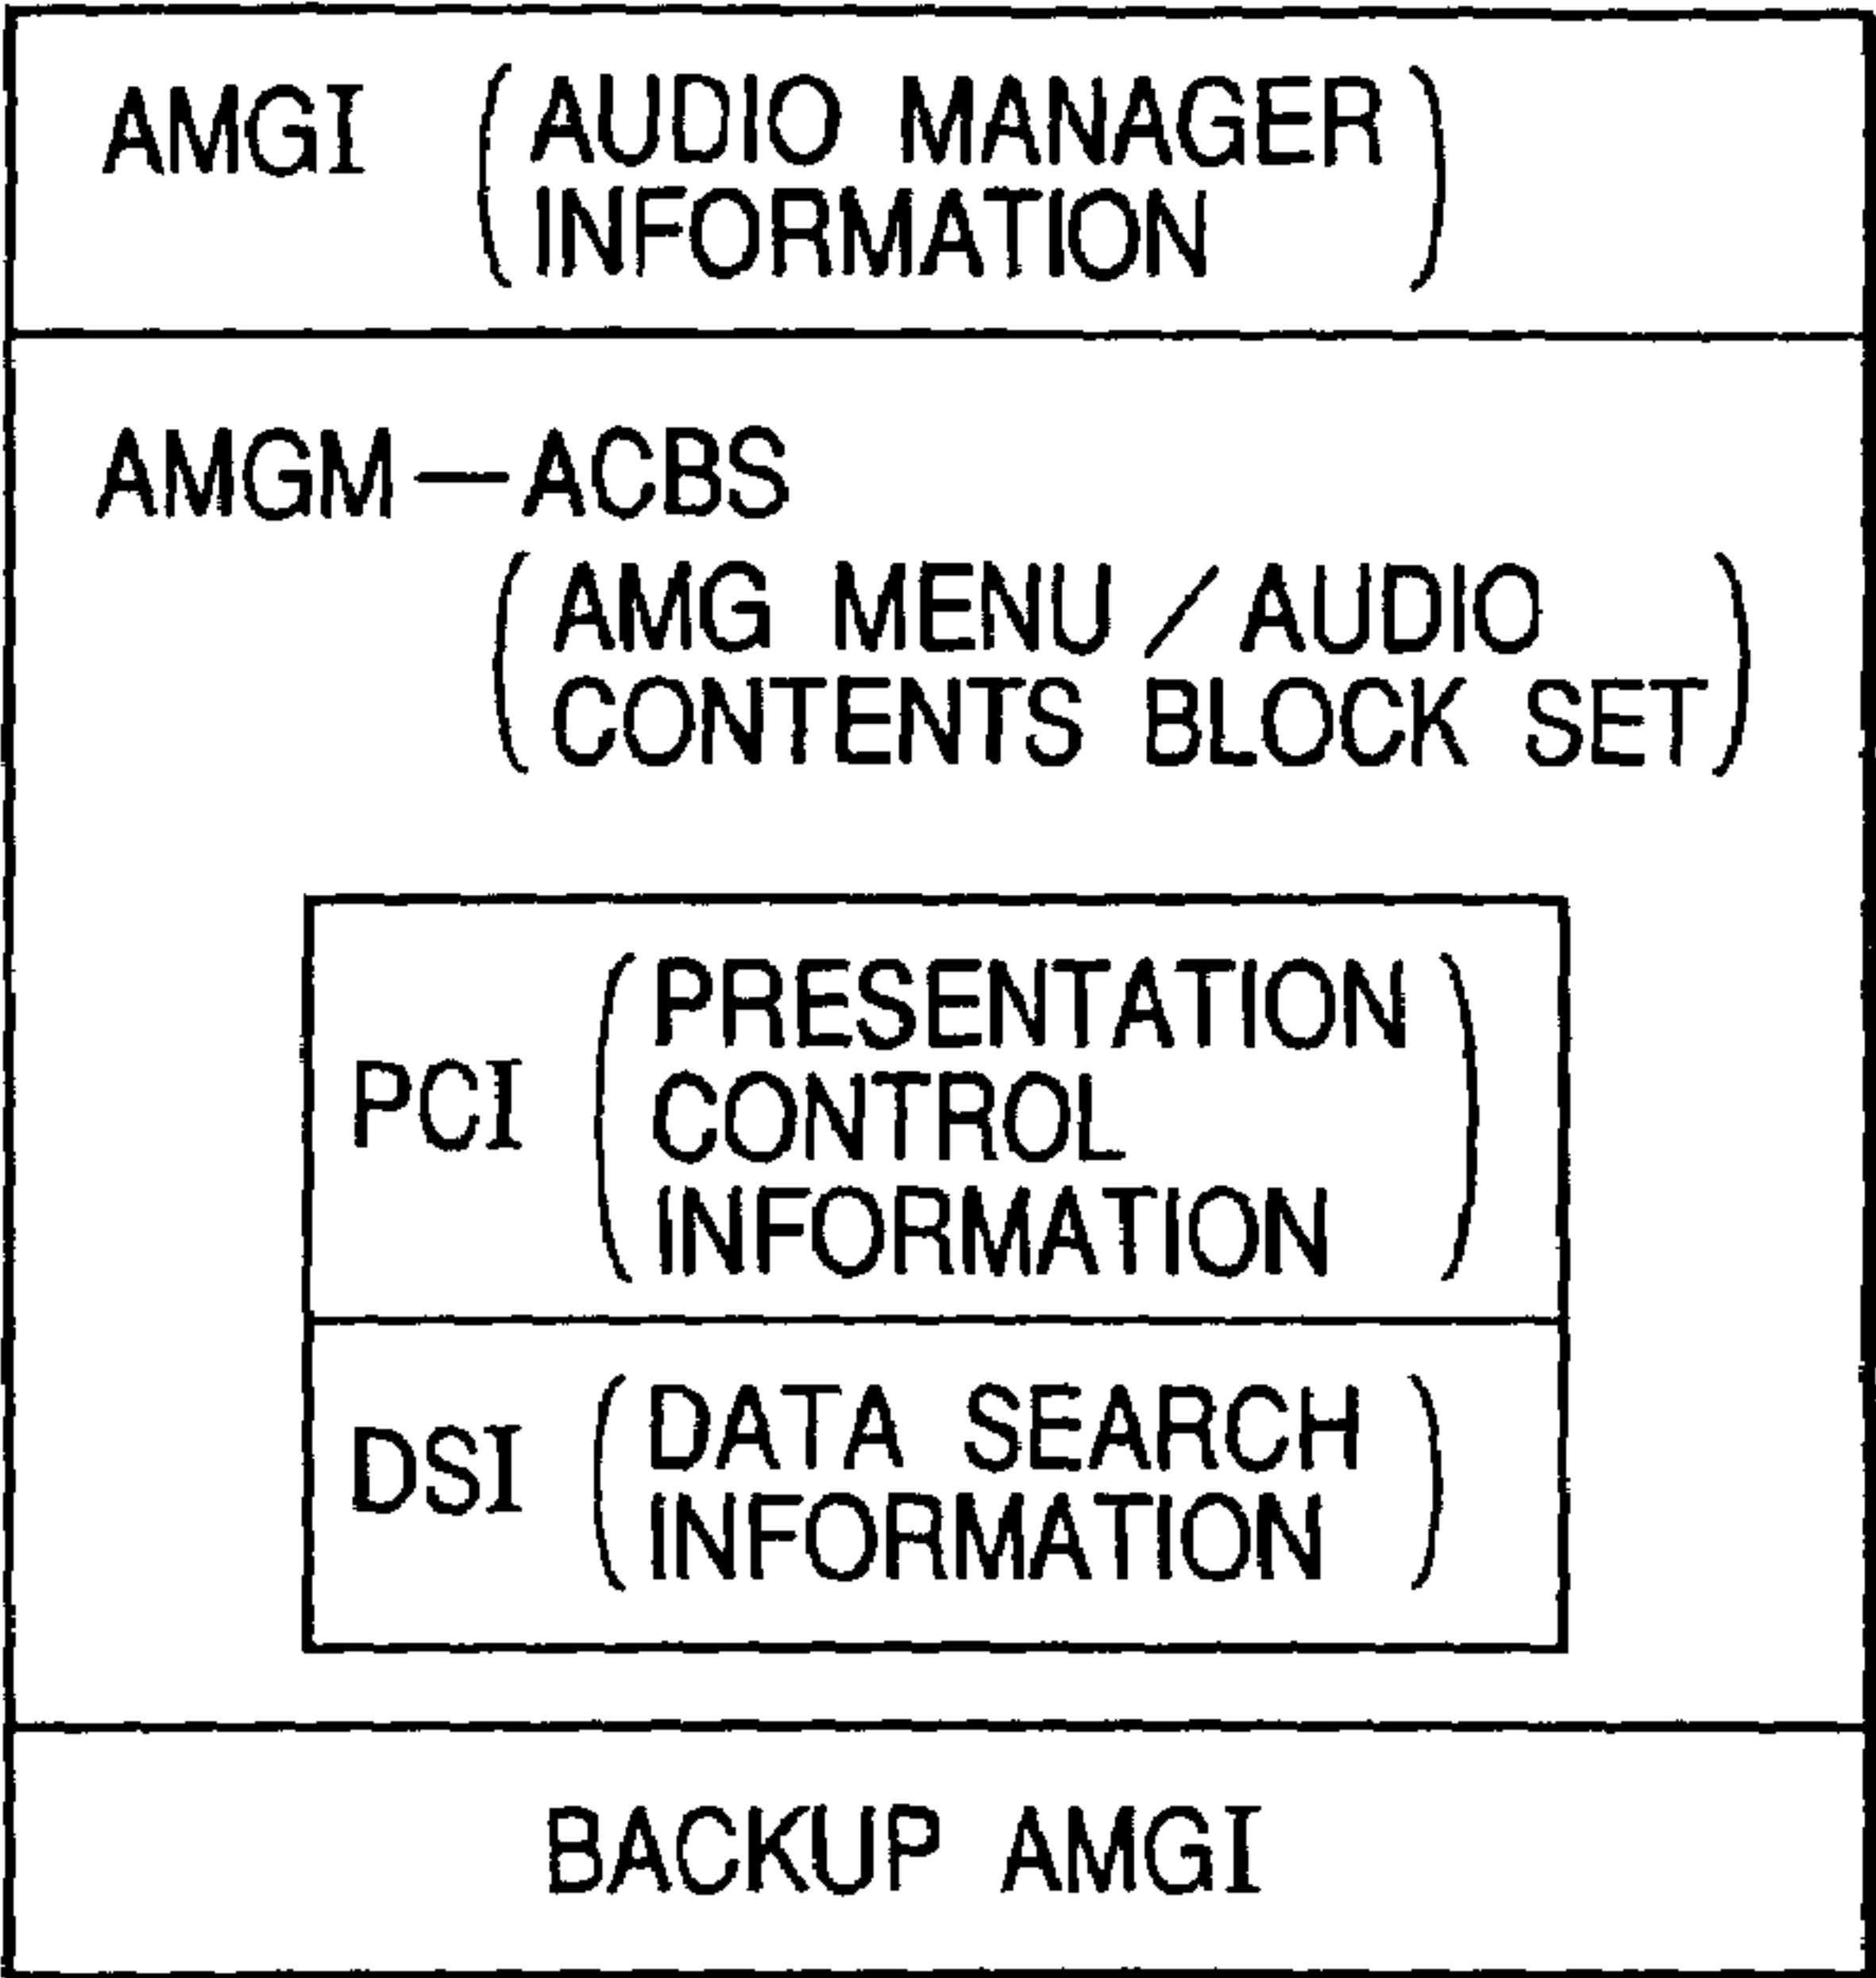 AMGI (AUDIO MANAGER
INFORMATION)
AMGM—ACBS
(AMG MENU/AUDIO
CONTENTS BLOCK SET)
PCI (PRESENTATION
CONTROL
INFORMATION)
DSI (DATA SEARCH
INFORMATION)
BACKUP AMGI